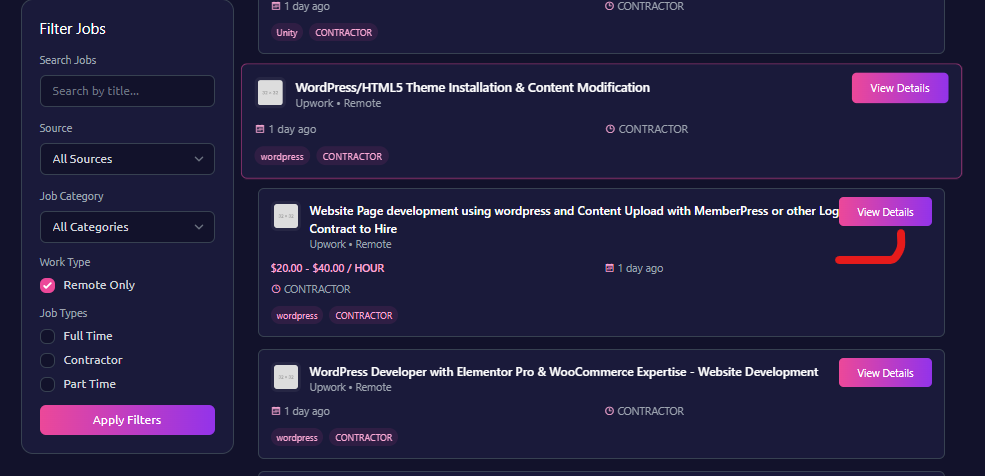 Filter Jobs
Search Jobs
Search by title...
Source
All Sources
Job Category
All Categories
Work Type
Remote Only
Job Types
Full Time
Contractor
Part Time
Apply Filters
1 day ago
CONTRACTOR
Unity CONTRACTOR
WordPress/HTML5 Theme Installation & Content Modification
View Details
Upwork • Remote
1 day ago
CONTRACTOR
wordpress CONTRACTOR
Website Page development using wordpress and Content Upload with MemberPress or other Log
View Details
Contract to Hire
Upwork • Remote
$20.00 - $40.00 / HOUR
1 day ago
CONTRACTOR
wordpress CONTRACTOR
WordPress Developer with Elementor Pro & WooCommerce Expertise - Website Development
View Details
Upwork • Remote
1 day ago
CONTRACTOR
wordpress CONTRACTOR